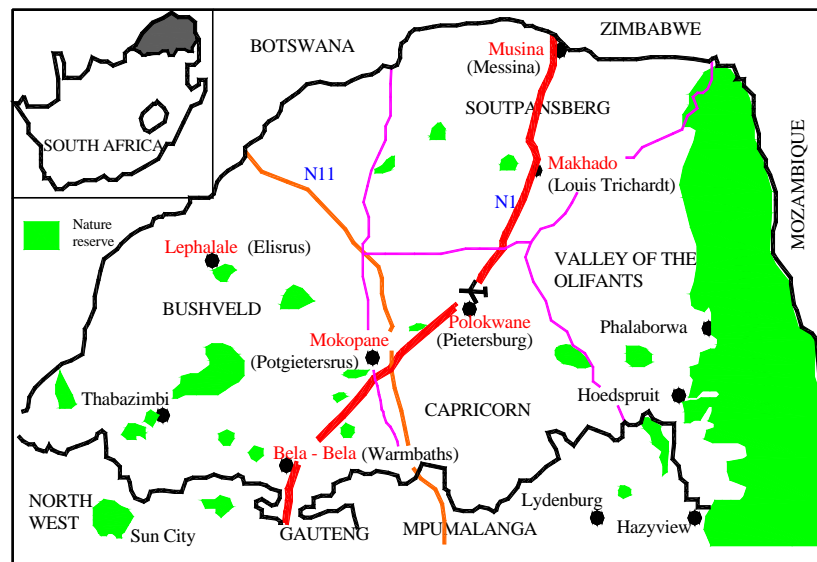 ZIMBABWE
BOTSWANA
Musina
(Messina)
SOUTPANSBERG
SOUTH AFRICA
MOZAMBIQUE
Makhado
(Louis Trichardt)
N11
N1
Nature
reserve
Lephalale (Elisrus)
VALLEY OF THE
OLIFANTS
BUSHVELD
Polokwane
(Pietersburg)
Phalaborwa
Mokopane
(Potgietersrus)
Thabazimbi
Hoedspruit
CAPRICORN
Bela - Bela (Warmbaths)
NORTH
WEST
Sun City
GAUTENG
MPUMALANGA
Lydenburg
Hazyview